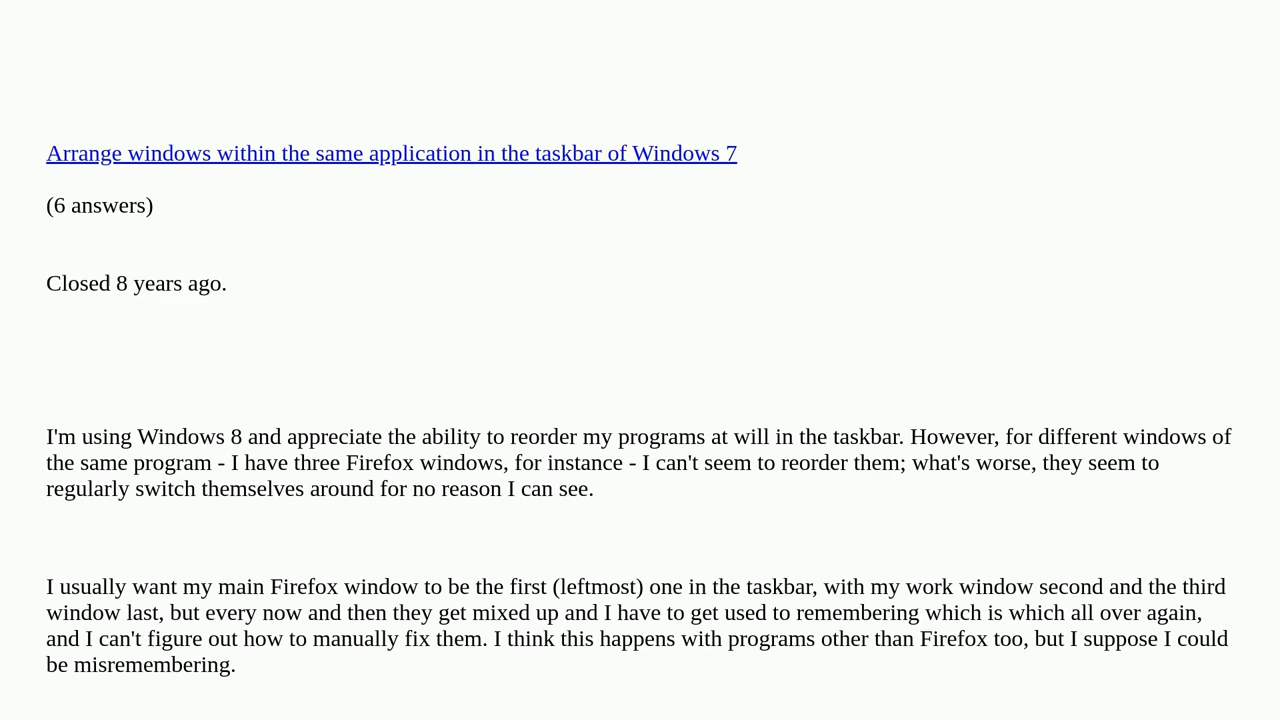 Arrange windows within the same application in the taskbar of Windows 7
(6 answers)
Closed 8 years ago.
I'm using Windows 8 and appreciate the ability to reorder my programs at will in the taskbar. However, for different windows of
the same program - I have three Firefox windows, for instance - I can't seem to reorder them; what's worse, they seem to
regularly switch themselves around for no reason I can see.
I usually want my main Firefox window to be the first (leftmost) one in the taskbar, with my work window second and the third
window last, but every now and then they get mixed up and I have to get used to remembering which is which all over again,
and I can't figure out how to manually fix them. I think this happens with programs other than Firefox too, but I suppose I could
be misremembering.